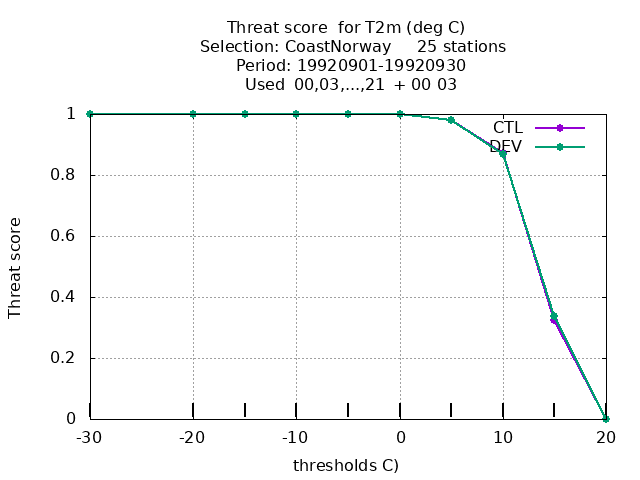 Threat score  for T2m (deg C)
Selection: CoastNorway     25 stations
Period: 19920901-19920930
Used  00,03,...,21  + 00 03
CTL
DEV
1
0.8
0.6
0.4
0.2
0
Threat score
-30 -20 -10 0 10 20
thresholds C)